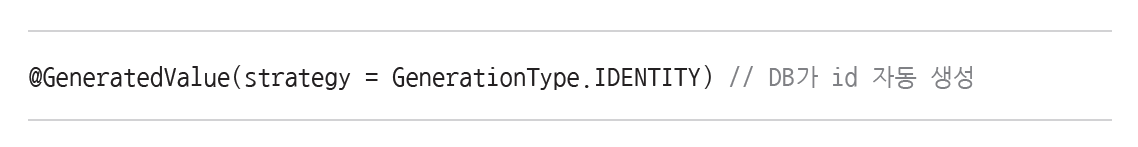 @GeneratedValue(strategy = GenerationType.IDENTITY) // DB가 id 자동 생성